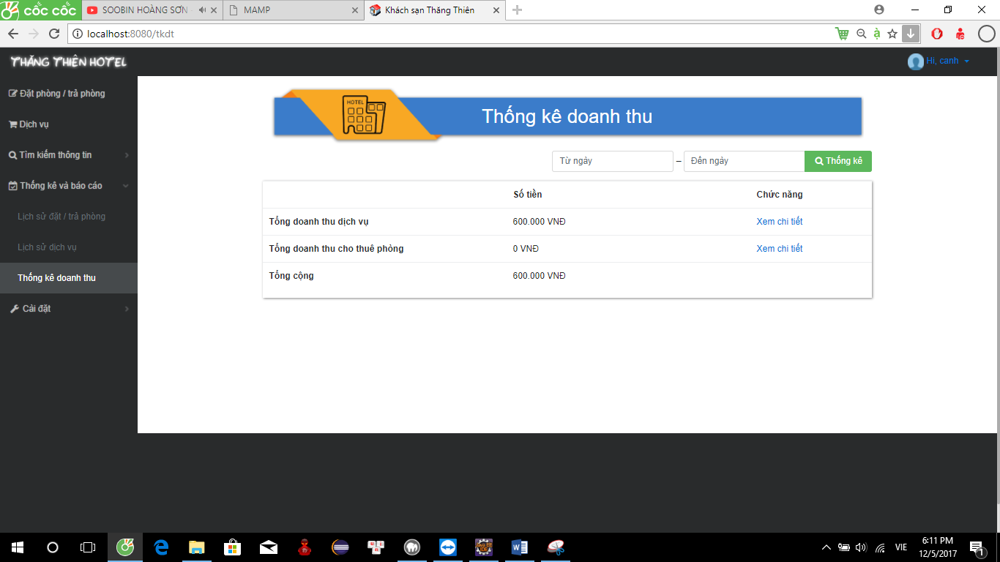 cốc cốc
SOOBIN HOÀNG SƠN
MAMP
Khách sạn Thăng Thiên
localhost:8080/tkdt
THĂNG THIÊN HOTEL
Hi, canh
Đặt phòng / trả phòng
Dịch vụ
Tìm kiếm thông tin
Thống kê và báo cáo
Lịch sử đặt / trả phòng
Lịch sử dịch vụ
Thống kê doanh thu
Cài đặt
HOTEL
Thống kê doanh thu
Từ ngày – Đến ngày Thống kê
Số tiền Chức năng
Tổng doanh thu dịch vụ 600.000 VNĐ Xem chi tiết
Tổng doanh thu cho thuê phòng 0 VNĐ Xem chi tiết
Tổng cộng 600.000 VNĐ
VIE
6:11 PM
12/5/2017
1